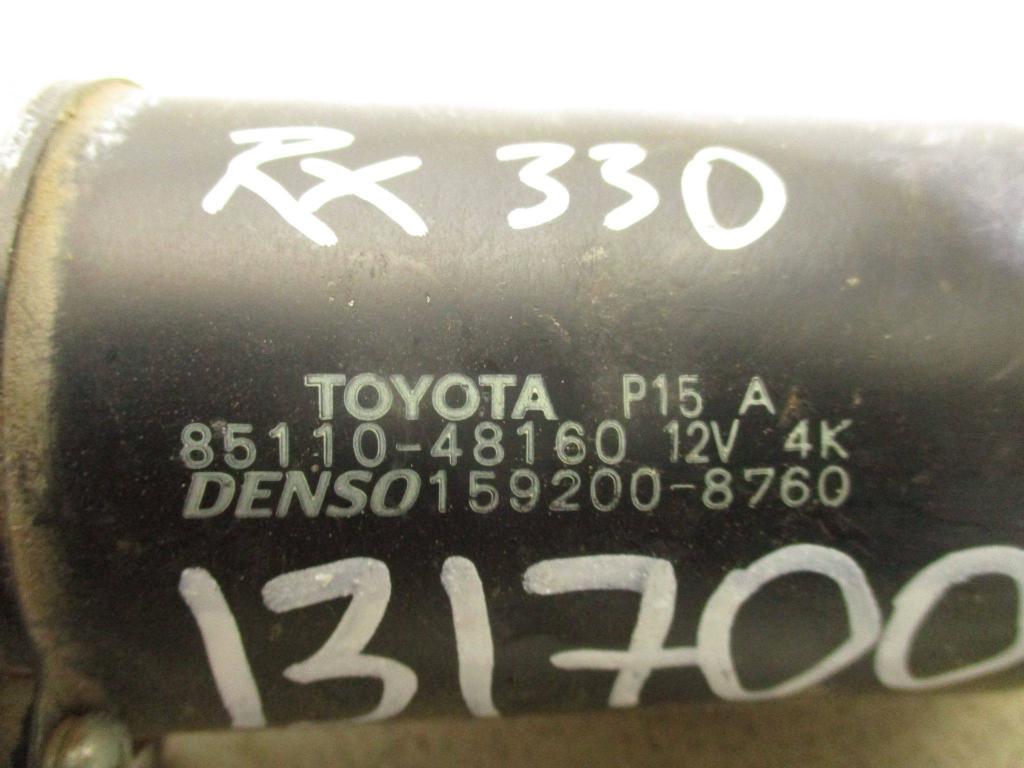 RX 330
TOYOTA P15 A
85110-48160 12V 4K
DENSO 159200-8760
131700